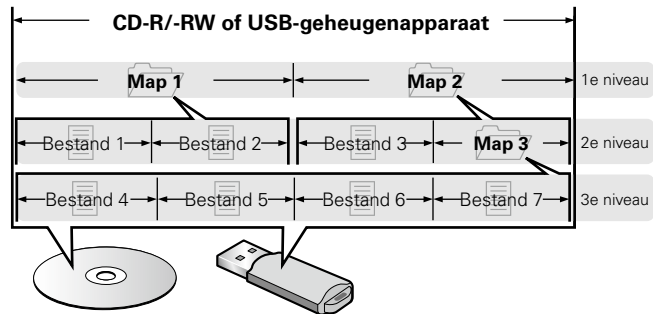 CD-R/-RW of USB-geheugenapparaat
Map 1 Map 2 1e niveau
Bestand 1 Bestand 2 Bestand 3 Map 3 2e niveau
Bestand 4 Bestand 5 Bestand 6 Bestand 7 3e niveau